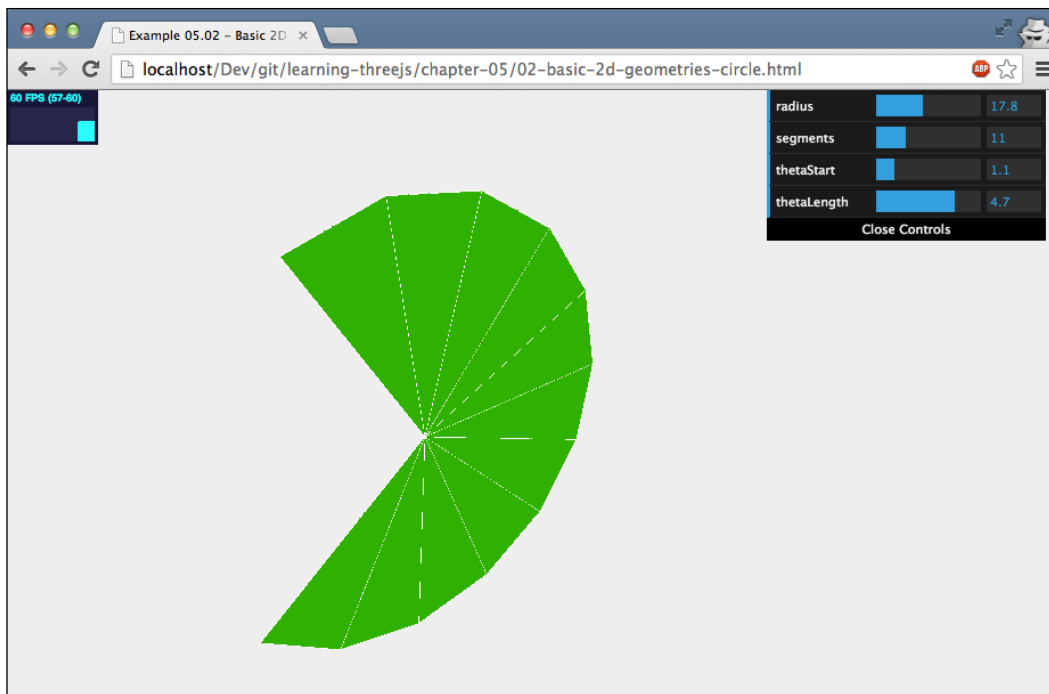 Example 05.02 - Basic 2D
localhost/Dev/git/learning-threejs/chapter-05/02-basic-2d-geometries-circle.html
ABP
60 FPS (57-60)
radius 17.8
segments 11
thetaStart 1.1
thetaLength 4.7
Close Controls